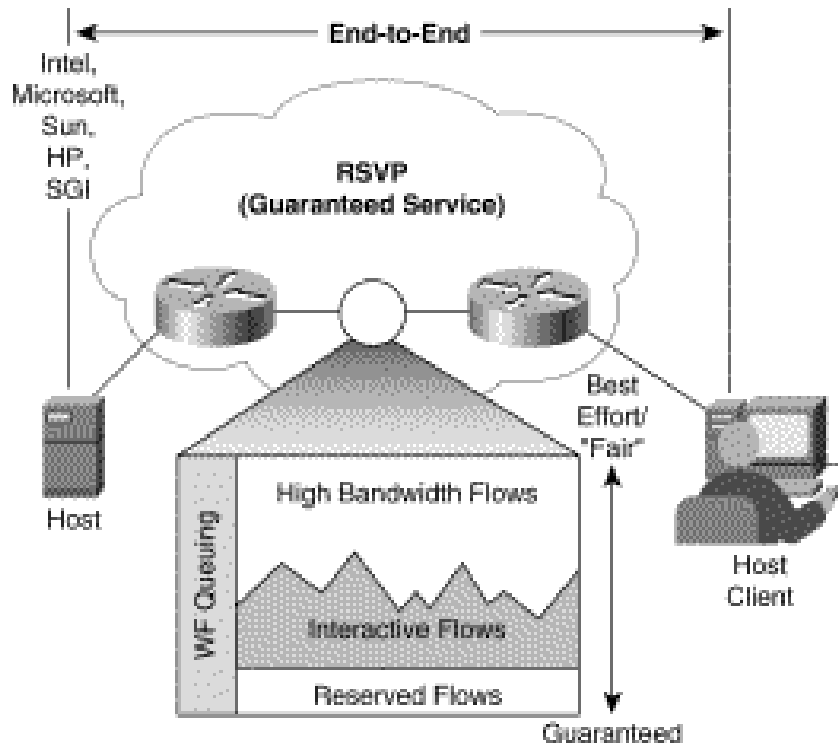 End-to-End
Intel,
Microsoft,
Sun,
HP,
SGI
RSVP
(Guaranteed Service)
Best
Effort/
"Fair"
Host
WF Queuing
High Bandwidth Flows
Interactive Flows
Reserved Flows
Host
Client
Guaranteed